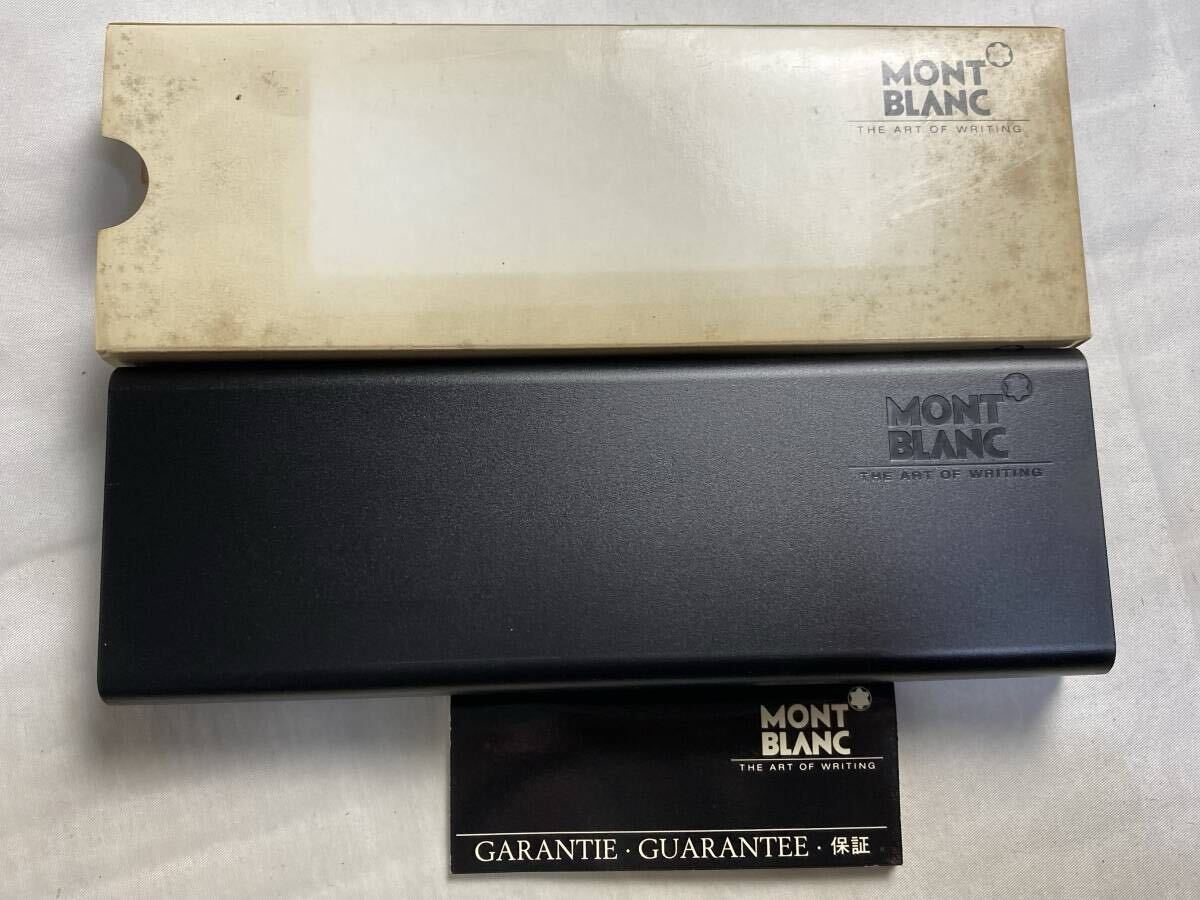 MONT
BLANC
THE ART OF WRITING
MONT
BLANC
THE ART OF WRITING
MONT
BLANC
THE ART OF WRITING
GARANTIE · GUARANTEE · 保証